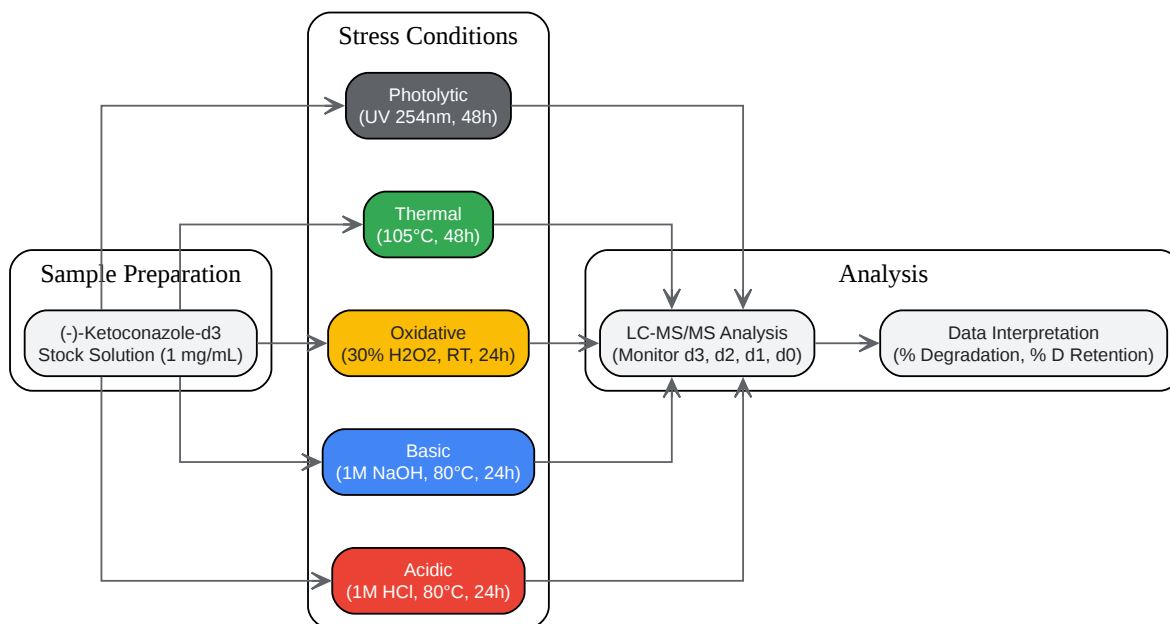 Stress Conditions
Photolytic
(UV 254nm, 48h)
Thermal
(105°C, 48h)
Sample Preparation
(-)-Ketoconazole-d3
Stock Solution (1 mg/mL)
Oxidative
(30% H2O2, RT, 24h)
Basic
(1M NaOH, 80°C, 24h)
Acidic
(1M HCl, 80°C, 24h)
Analysis
LC-MS/MS Analysis
(Monitor d3, d2, d1, d0)
Data Interpretation
(% Degradation, % D Retention)